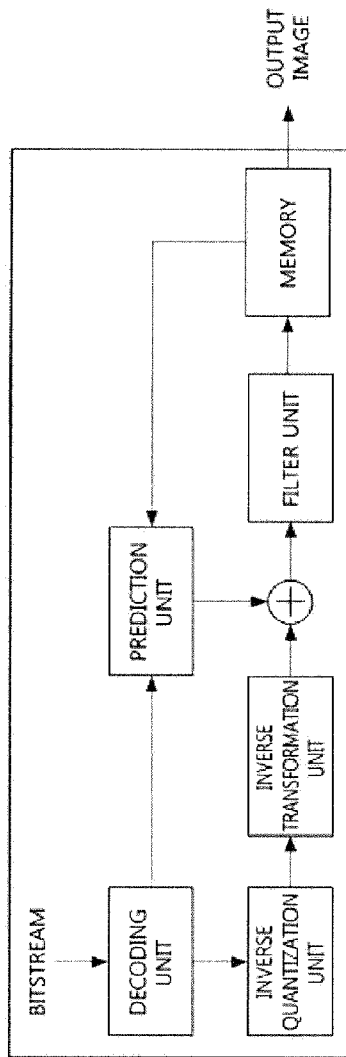 BITSTREAM
DECODING
UNIT
INVERSE
QUANTIZATION
UNIT
INVERSE
TRANSFORMATION
UNIT
PREDICTION
UNIT
FILTER UNIT
MEMORY
OUTPUT
IMAGE